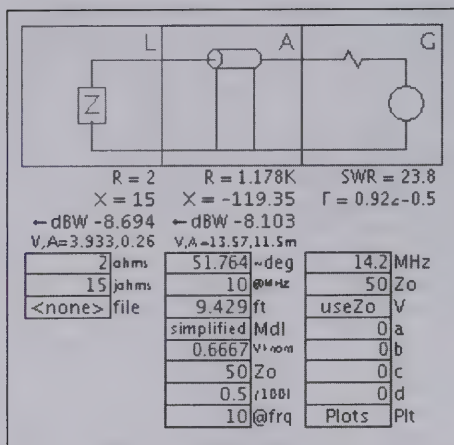 L A G
Z
R = 2 R = 1.178K SWR = 23.8
X = 15 X = -119.35 Γ = 0.92∠-0.5
←dBW -8.694 ←dBW -8.103
V,A=3.933,0.26 V,A=13.57,11.5m
2 ohms 51.764 ~deg 14.2 MHz
15 johms 10 @MHz 50 Zo
<none> file 9.429 ft useZo V
simplified Mdl 0 a
0.6667 0 b
50 Zo 0 c
0.5 0 d
10 @frq Plots Plt